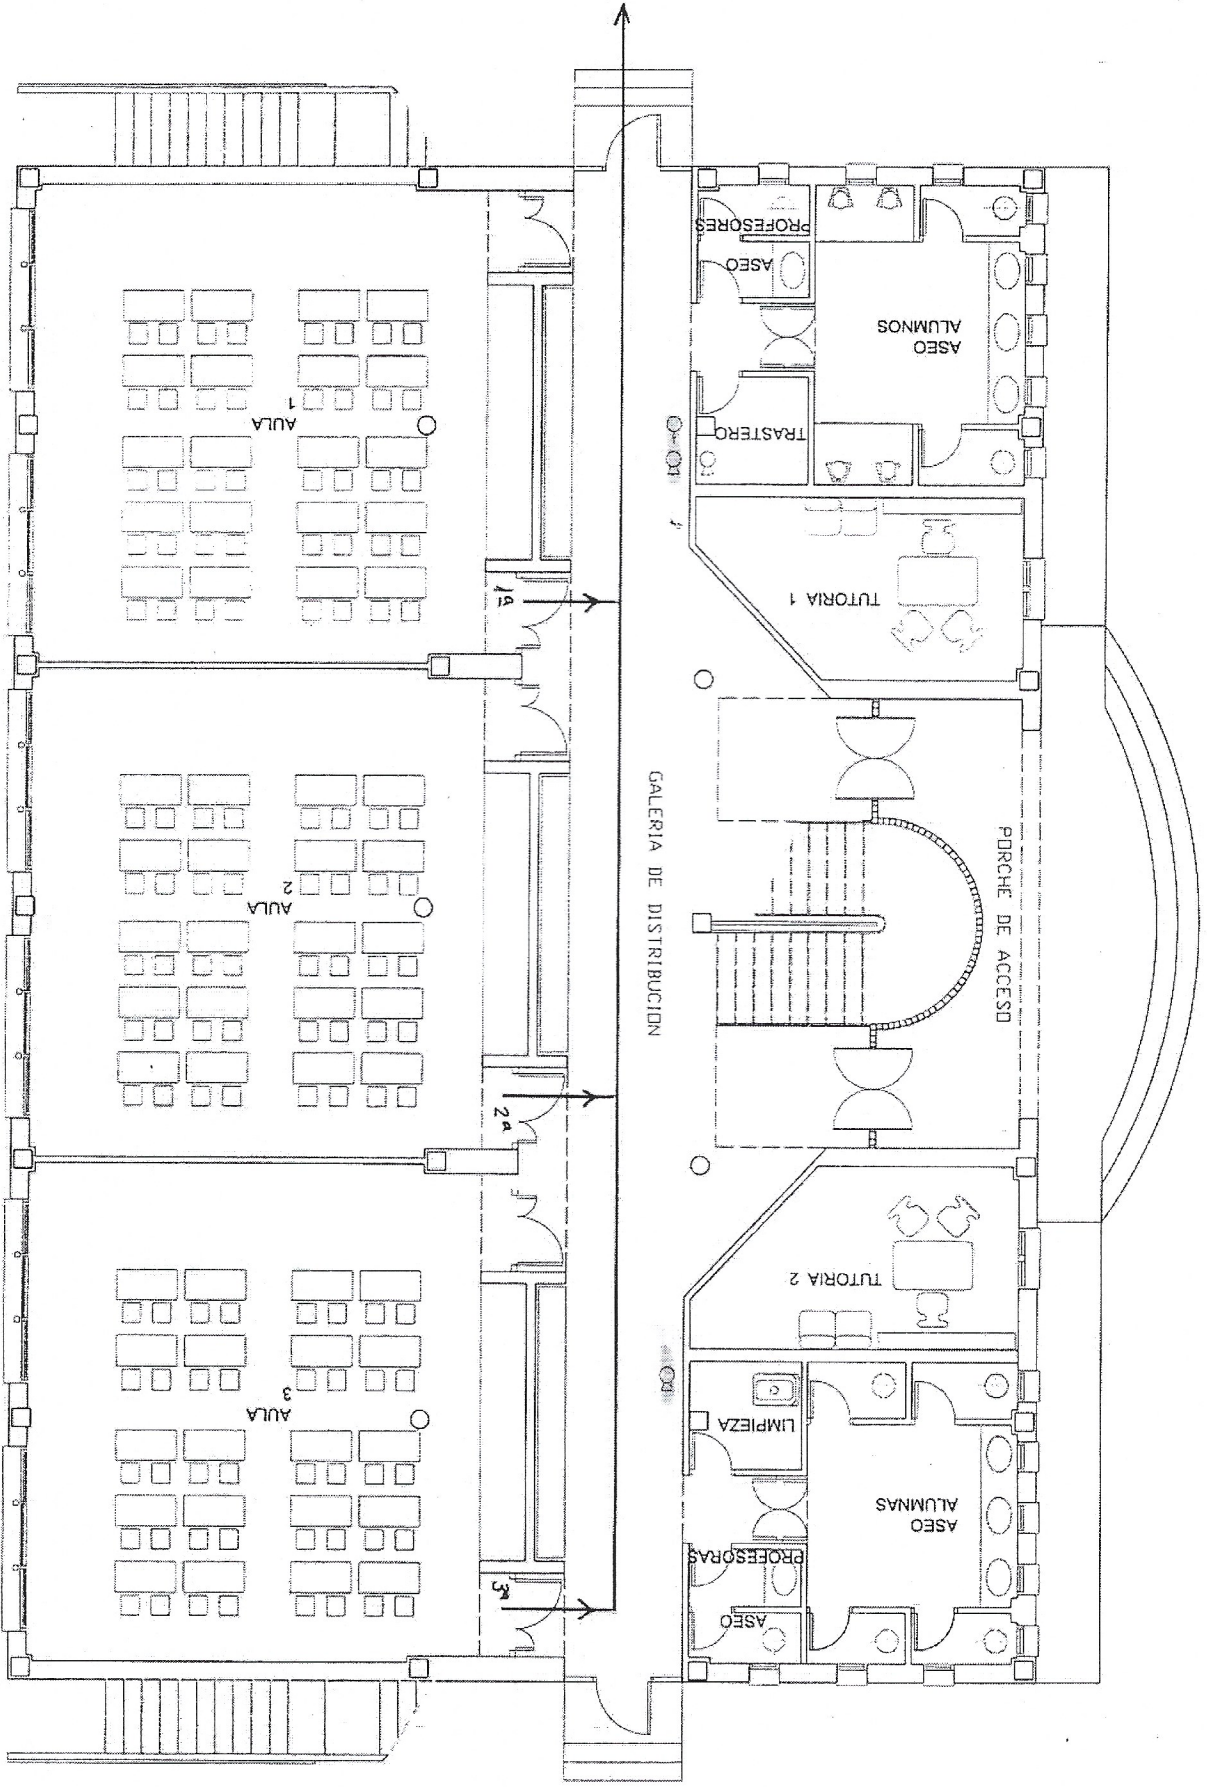 PROFESORES
ASEO
ASEO
ALUMNOS
TRASTERO
AULA
1
1ª
TUTORIA 1
GALERIA DE DISTRIBUCION
PORCHE DE ACCESO
AULA
2
2ª
TUTORIA 2
AULA
3
LIMPIEZA
ASEO
ALUMNAS
3ª
ASEO
PROFESORAS